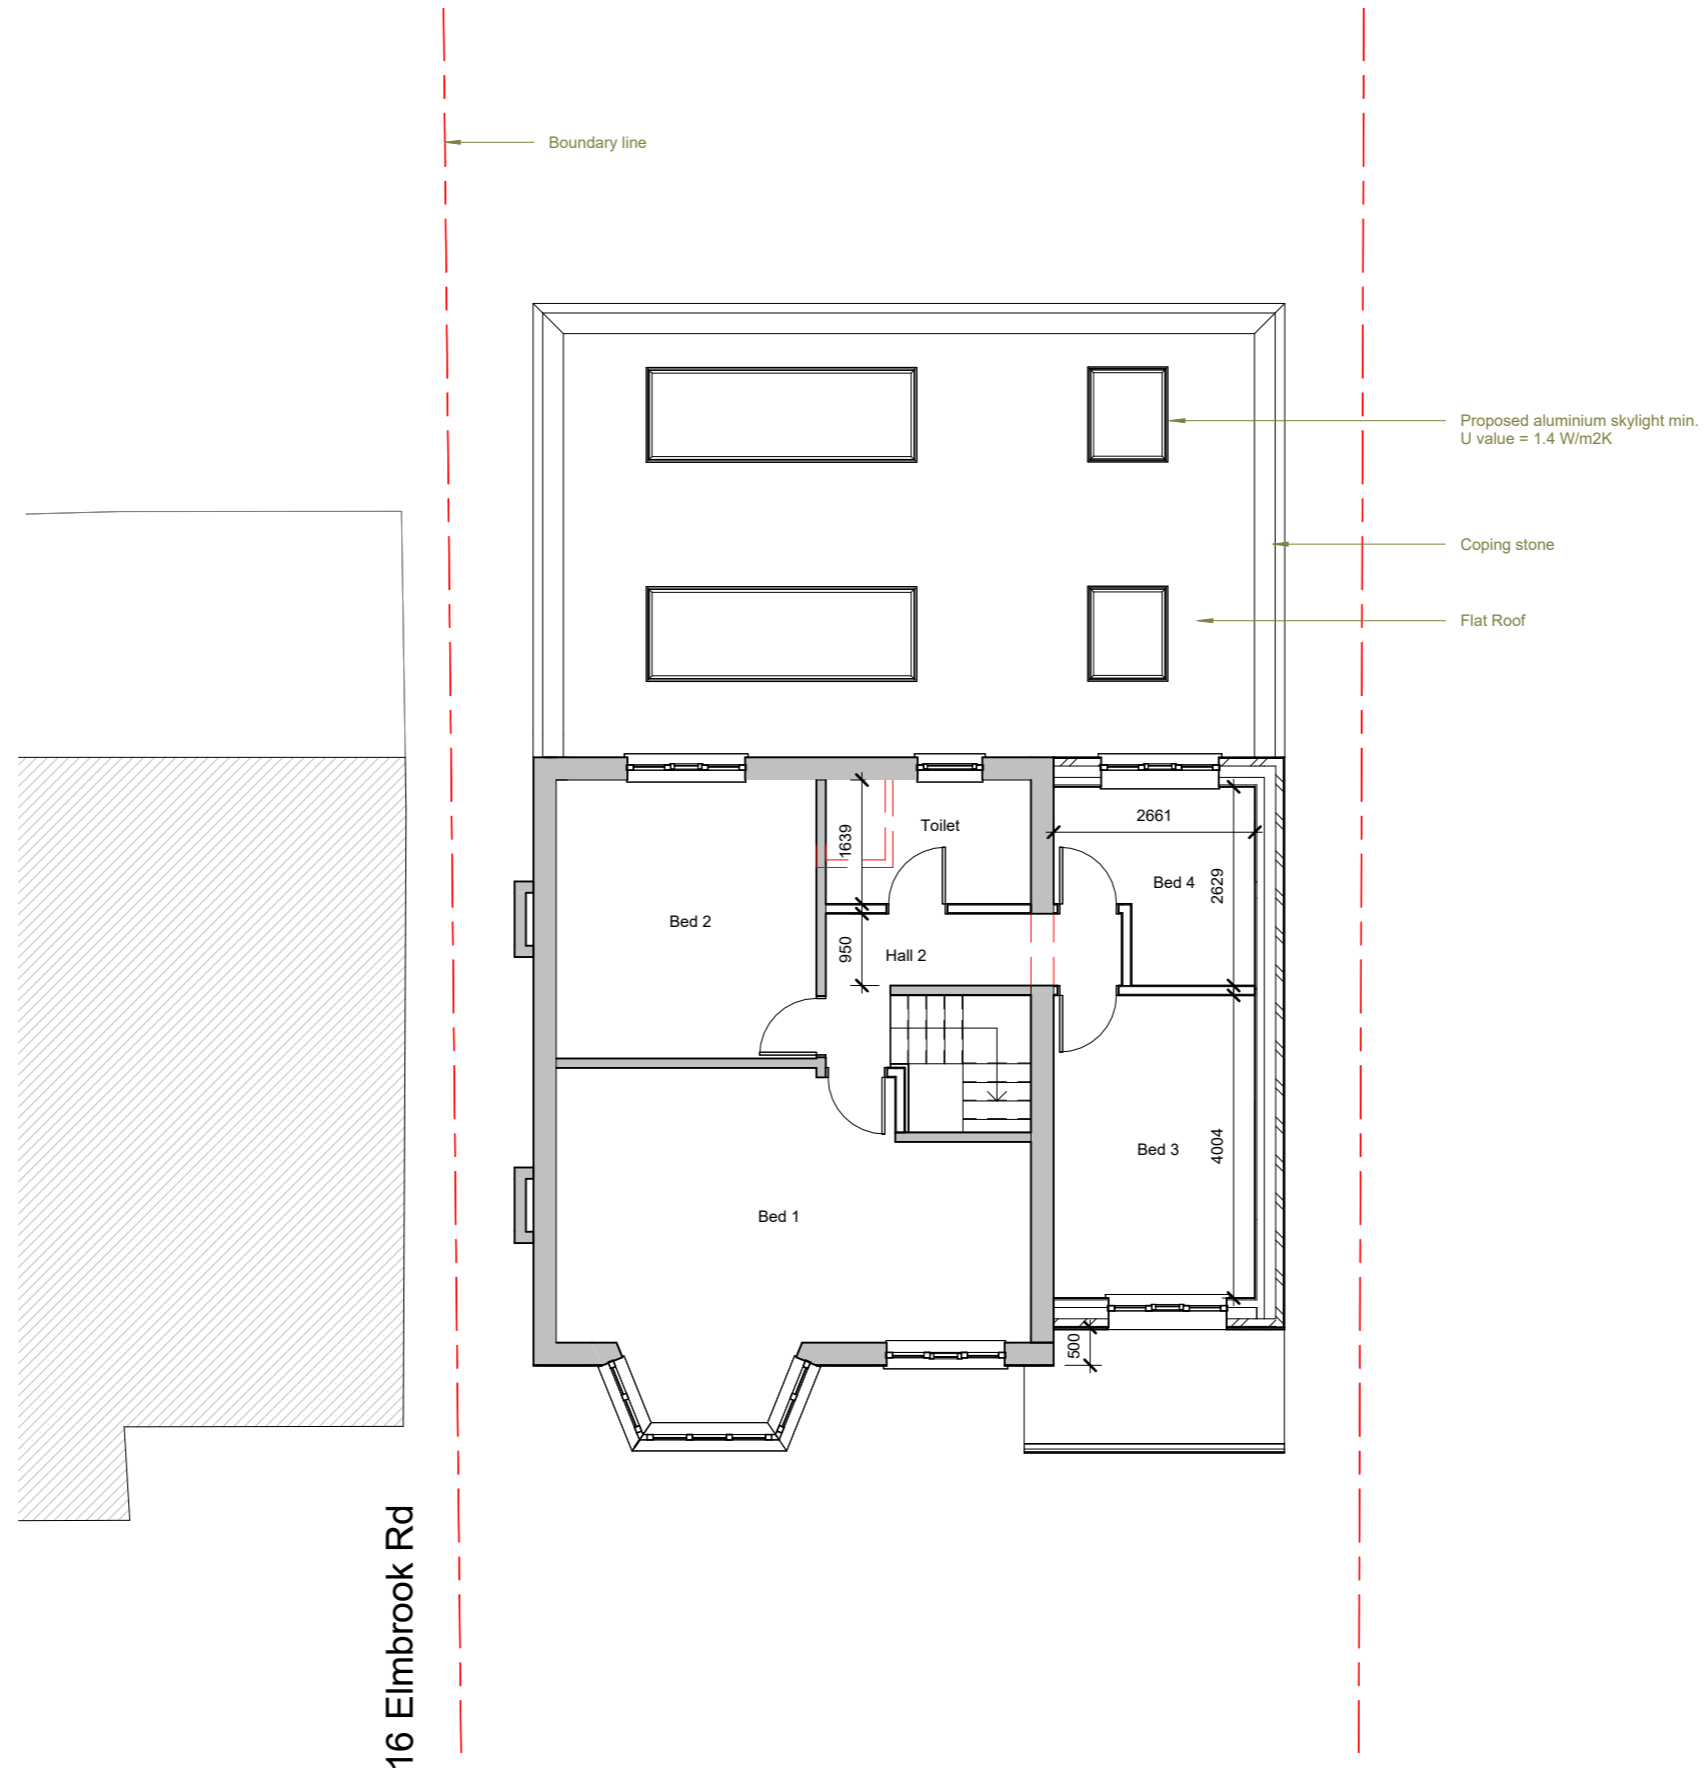 Boundary line
Proposed aluminium skylight min.
U value = 1.4 W/m2K
Coping stone
Flat Roof
Toilet
1639
2661
Bed 4
2629
Bed 2
950
Hall 2
Bed 3
4004
Bed 1
500
16 Elmbrook Rd